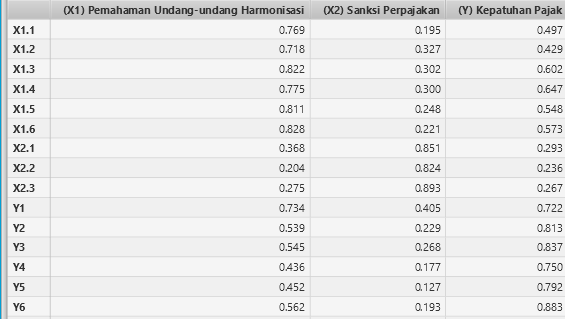 (X1) Pemahaman Undang-undang Harmonisasi (X2) Sanksi Perpajakan (Y) Kepatuhan Pajak
X1.1 0.769 0.195 0.497
X1.2 0.718 0.327 0.429
X1.3 0.822 0.302 0.602
X1.4 0.775 0.300 0.647
X1.5 0.811 0.248 0.548
X1.6 0.828 0.221 0.573
X2.1 0.368 0.851 0.293
X2.2 0.204 0.824 0.236
X2.3 0.275 0.893 0.267
Y1 0.734 0.405 0.722
Y2 0.539 0.229 0.813
Y3 0.545 0.268 0.837
Y4 0.436 0.177 0.750
Y5 0.452 0.127 0.792
Y6 0.562 0.193 0.883